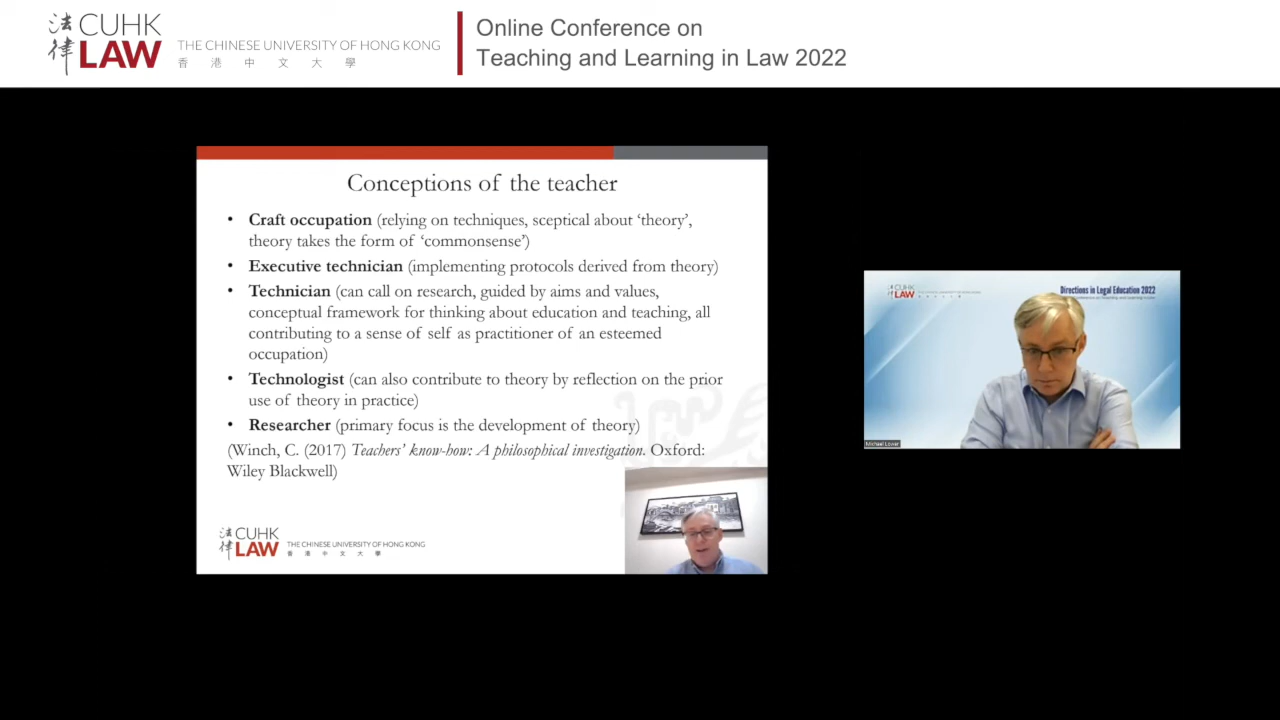 法律
CUHK
LAW
THE CHINESE UNIVERSITY OF HONG KONG
香港中文大學
Online Conference on
Teaching and Learning in Law 2022
Conceptions of the teacher
• Craft occupation (relying on techniques, sceptical about ‘theory’,
theory takes the form of ‘commonsense’)
• Executive technician (implementing protocols derived from theory)
• Technician (can call on research, guided by aims and values,
conceptual framework for thinking about education and teaching, all
contributing to a sense of self as practitioner of an esteemed
occupation)
• Technologist (can also contribute to theory by reflection on the prior
use of theory in practice)
• Researcher (primary focus is the development of theory)
(Winch, C. (2017) Teachers’ know-how: A philosophical investigation. Oxford:
Wiley Blackwell)
法律
CUHK
LAW
THE CHINESE UNIVERSITY OF HONG KONG
香港中文大學
CUHK
LAW
Directions in Legal Education 2022
Michael Lower